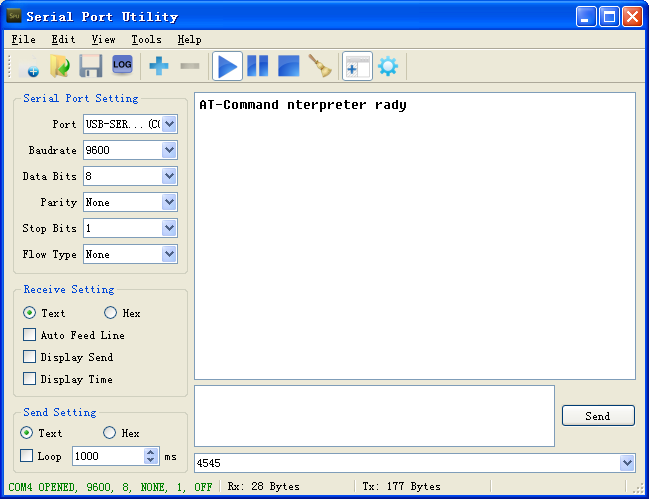 Serial Port Utility
File Edit View Tools Help
LOG
Serial Port Setting
Port USB-SER...(CO
Baudrate 9600
Data Bits 8
Parity None
Stop Bits 1
Flow Type None
Receive Setting
Text Hex
Auto Feed Line
Display Send
Display Time
Send Setting
Text Hex
Loop 1000 ms
AT-Command nterpreter rady
Send
4545
COM4 OPENED, 9600, 8, NONE, 1, OFF Rx: 28 Bytes Tx: 177 Bytes